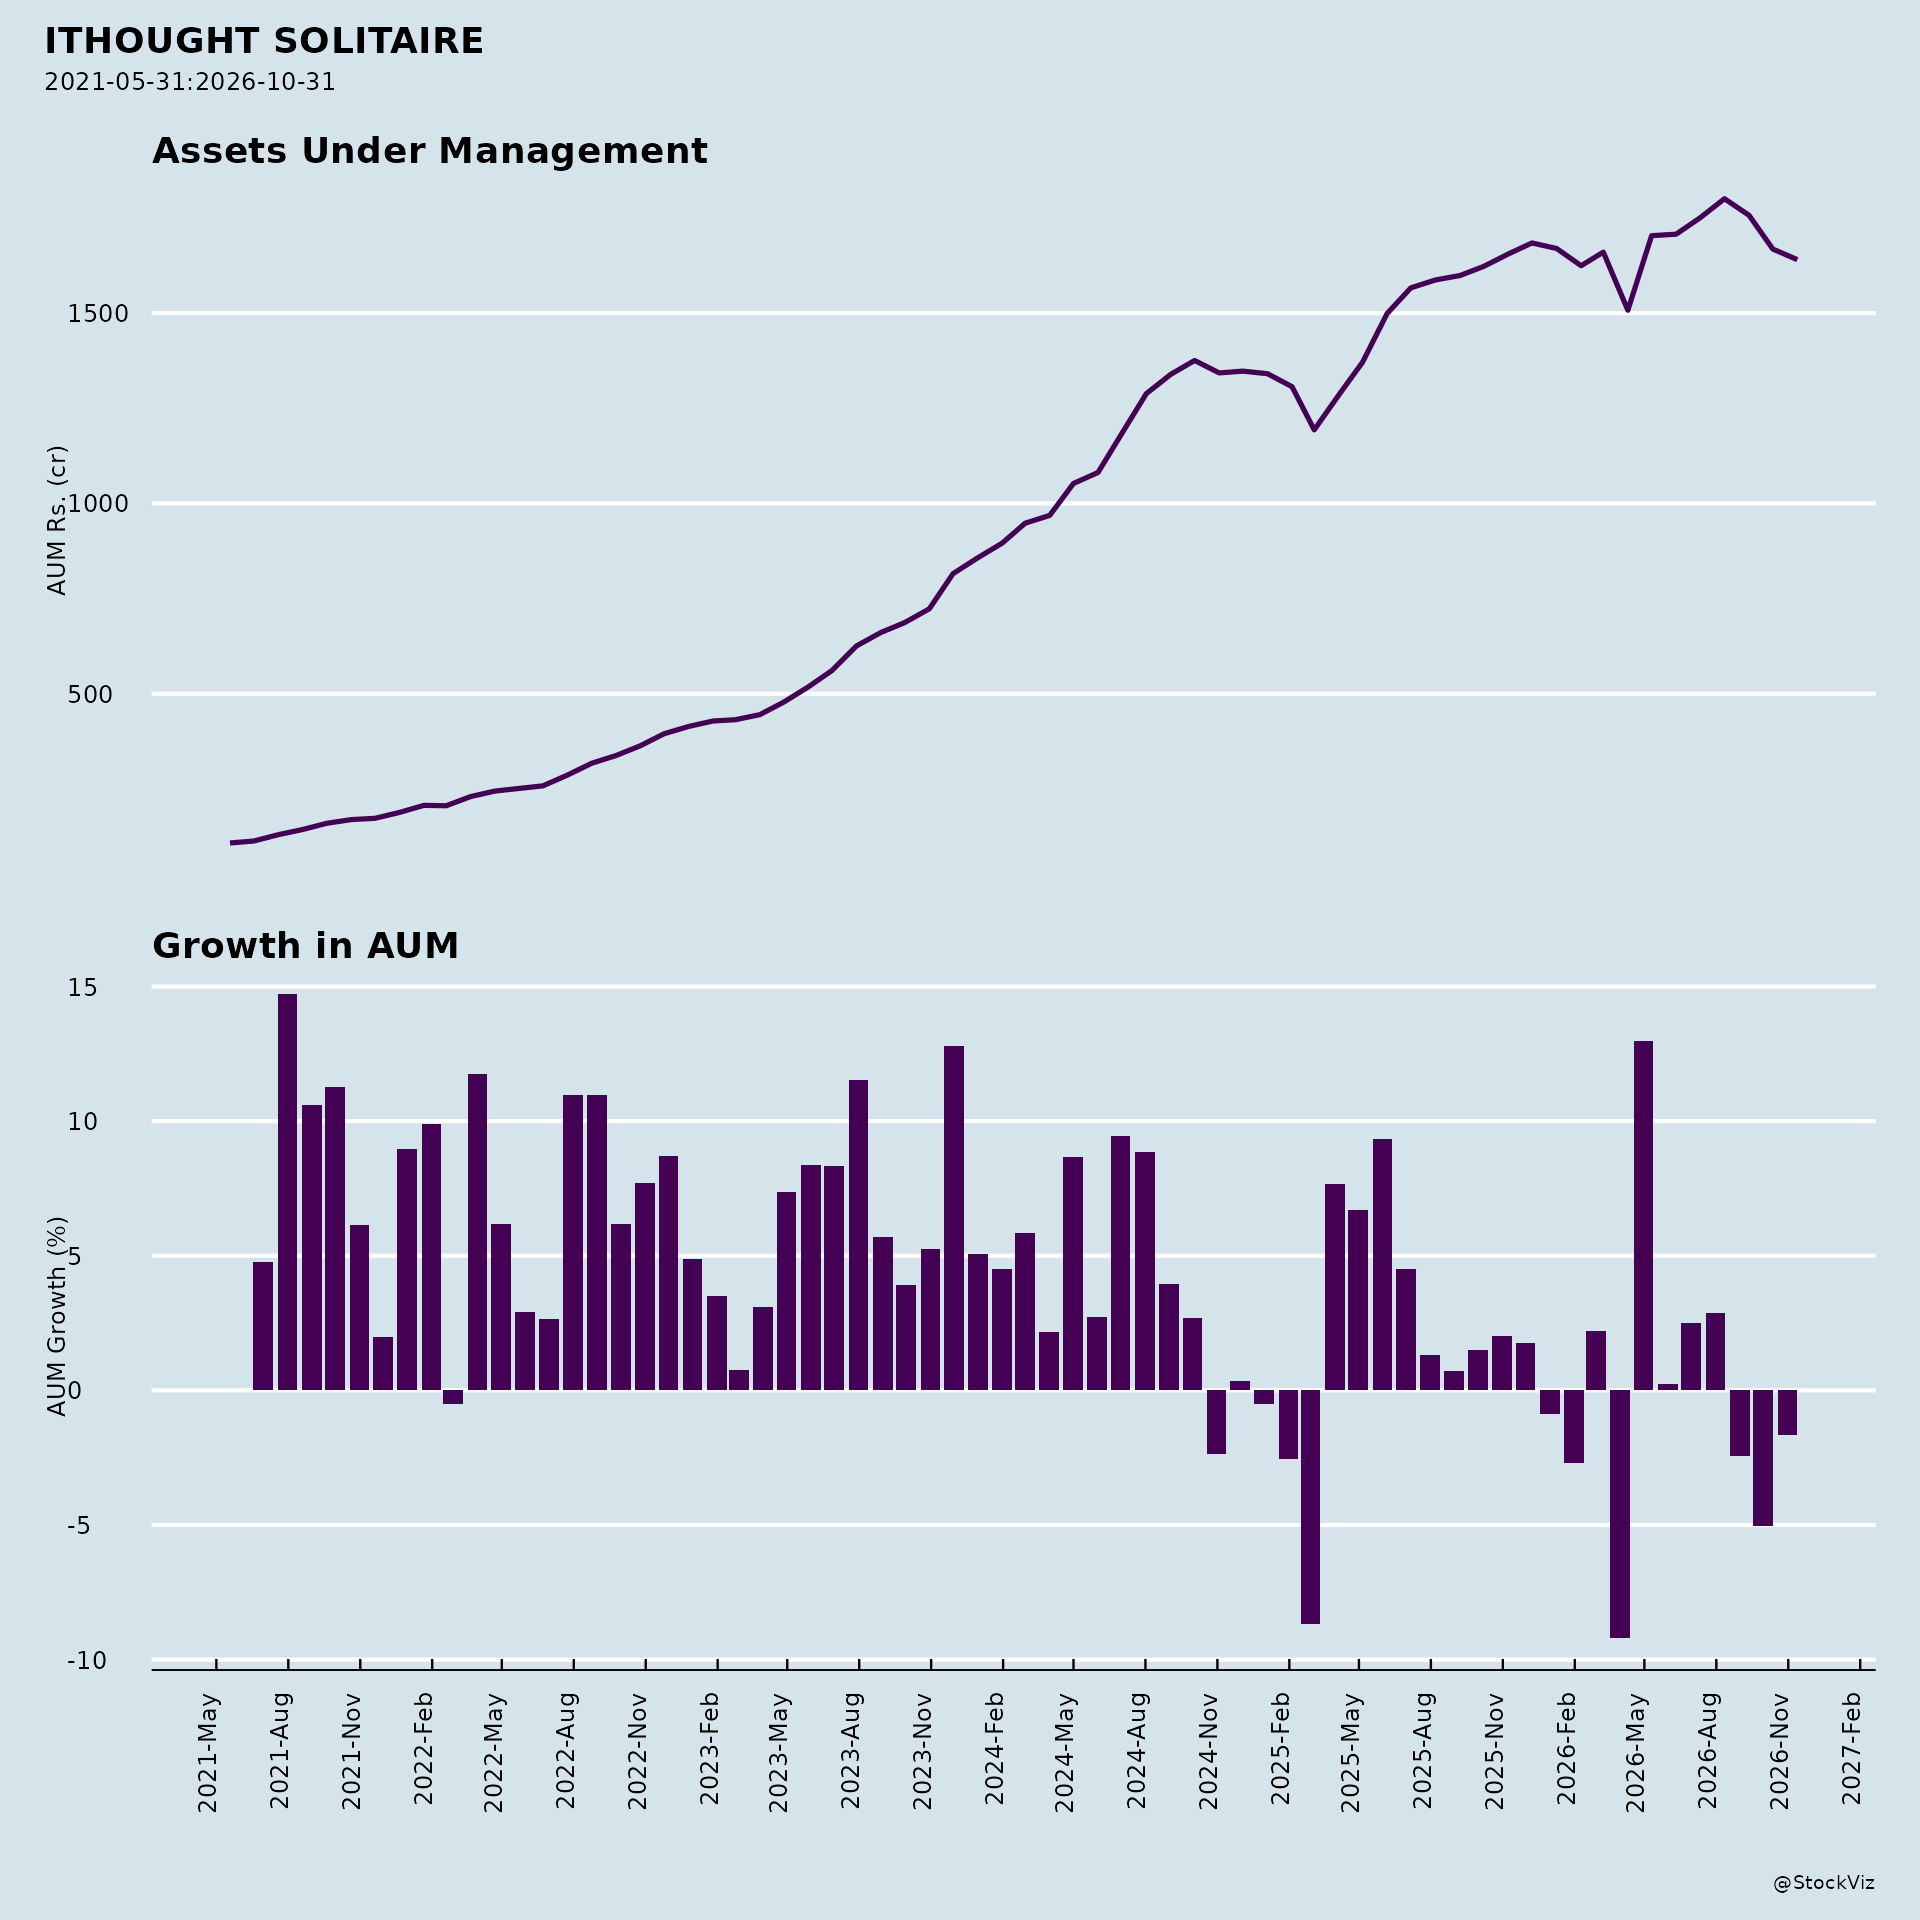 ITHOUGHT SOLITAIRE
2021-05-31:2026-10-31
Assets Under Management
AUM Rs. (cr)
1500
1000
500
Growth in AUM
AUM Growth (%)
15
10
5
0
-5
-10
2021-May
2021-Aug
2021-Nov
2022-Feb
2022-May
2022-Aug
2022-Nov
2023-Feb
2023-May
2023-Aug
2023-Nov
2024-Feb
2024-May
2024-Aug
2024-Nov
2025-Feb
2025-May
2025-Aug
2025-Nov
2026-Feb
2026-May
2026-Aug
2026-Nov
2027-Feb
@StockViz